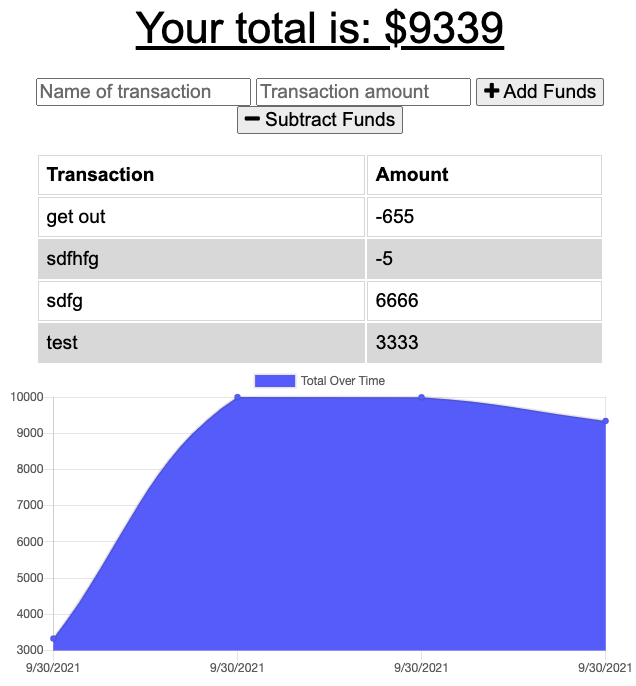 Your total is: $9339
Name of transaction Transaction amount Add Funds
Subtract Funds
Transaction Amount
get out -655
sdfhfg -5
sdfg 6666
test 3333
Total Over Time
10000
9000
8000
7000
6000
5000
4000
3000
9/30/2021 9/30/2021 9/30/2021 9/30/2021